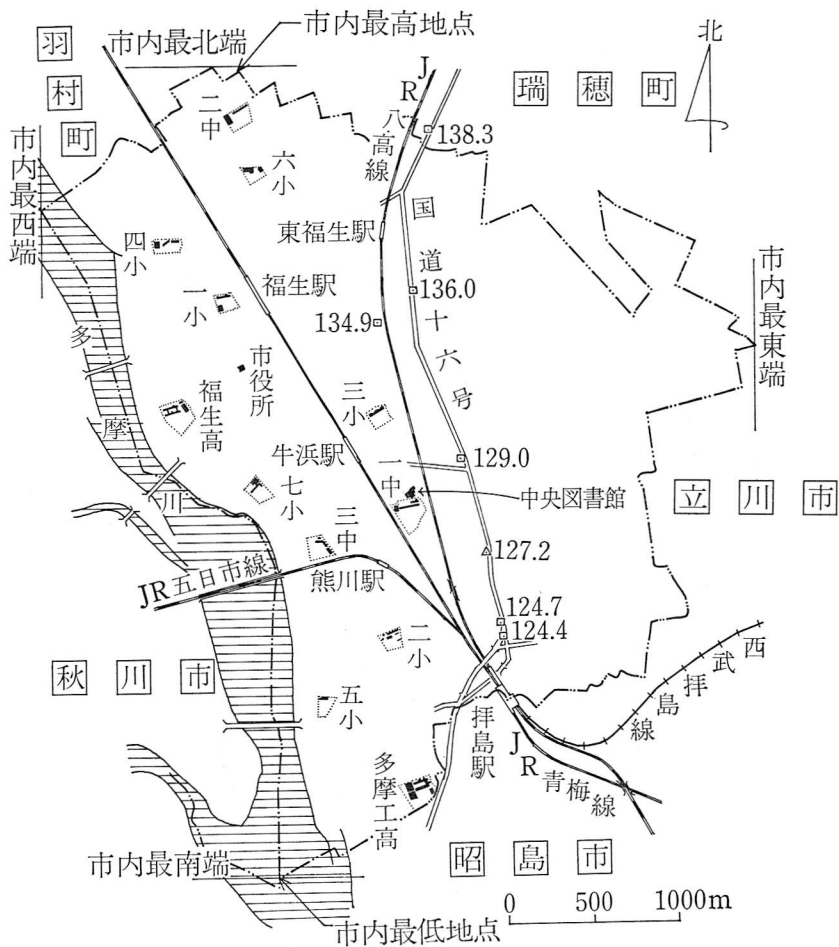 羽村町
市内最北端
市内最高地点
北
JR八高線
瑞穂町
二中
138.3
市内最西端
六小
国道十六号
東福生駅
四小
福生駅
136.0
市内最東端
一小
134.9
多摩川
市役所
福生高
三小
牛浜駅
129.0
一中
中央図書館
立川市
七小
三中
127.2
JR五日市線
熊川駅
124.7
124.4
二小
秋川市
西武拝島線
五小
拝島駅
JR青梅線
多摩工高
昭島市
市内最南端
市内最低地点
0 500 1000m